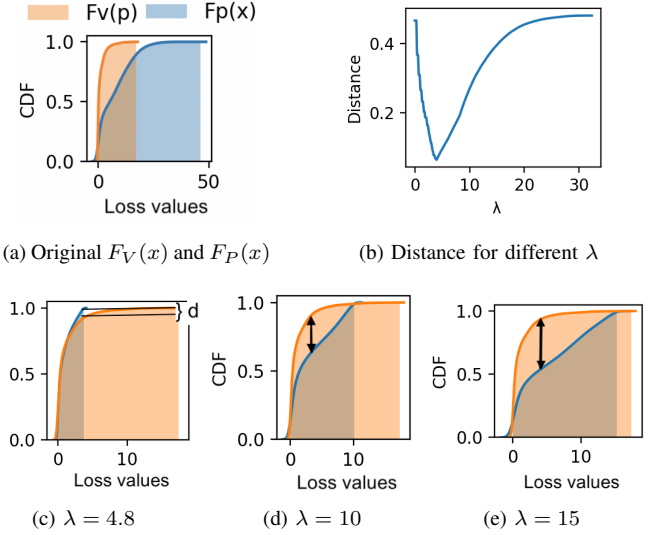 Fv(p) Fp(x)
1.0
0.5
0.0
CDF
0 50
Loss values
0.4
0.2
Distance
0 10 20 30
λ
(a) Original F_V(x) and F_P(x)
(b) Distance for different λ
1.0
0.5
0.0
} d
0 10
Loss values
1.0
0.5
0.0
CDF
0 10
Loss values
1.0
0.5
0.0
CDF
0 10
Loss values
(c) λ = 4.8
(d) λ = 10
(e) λ = 15